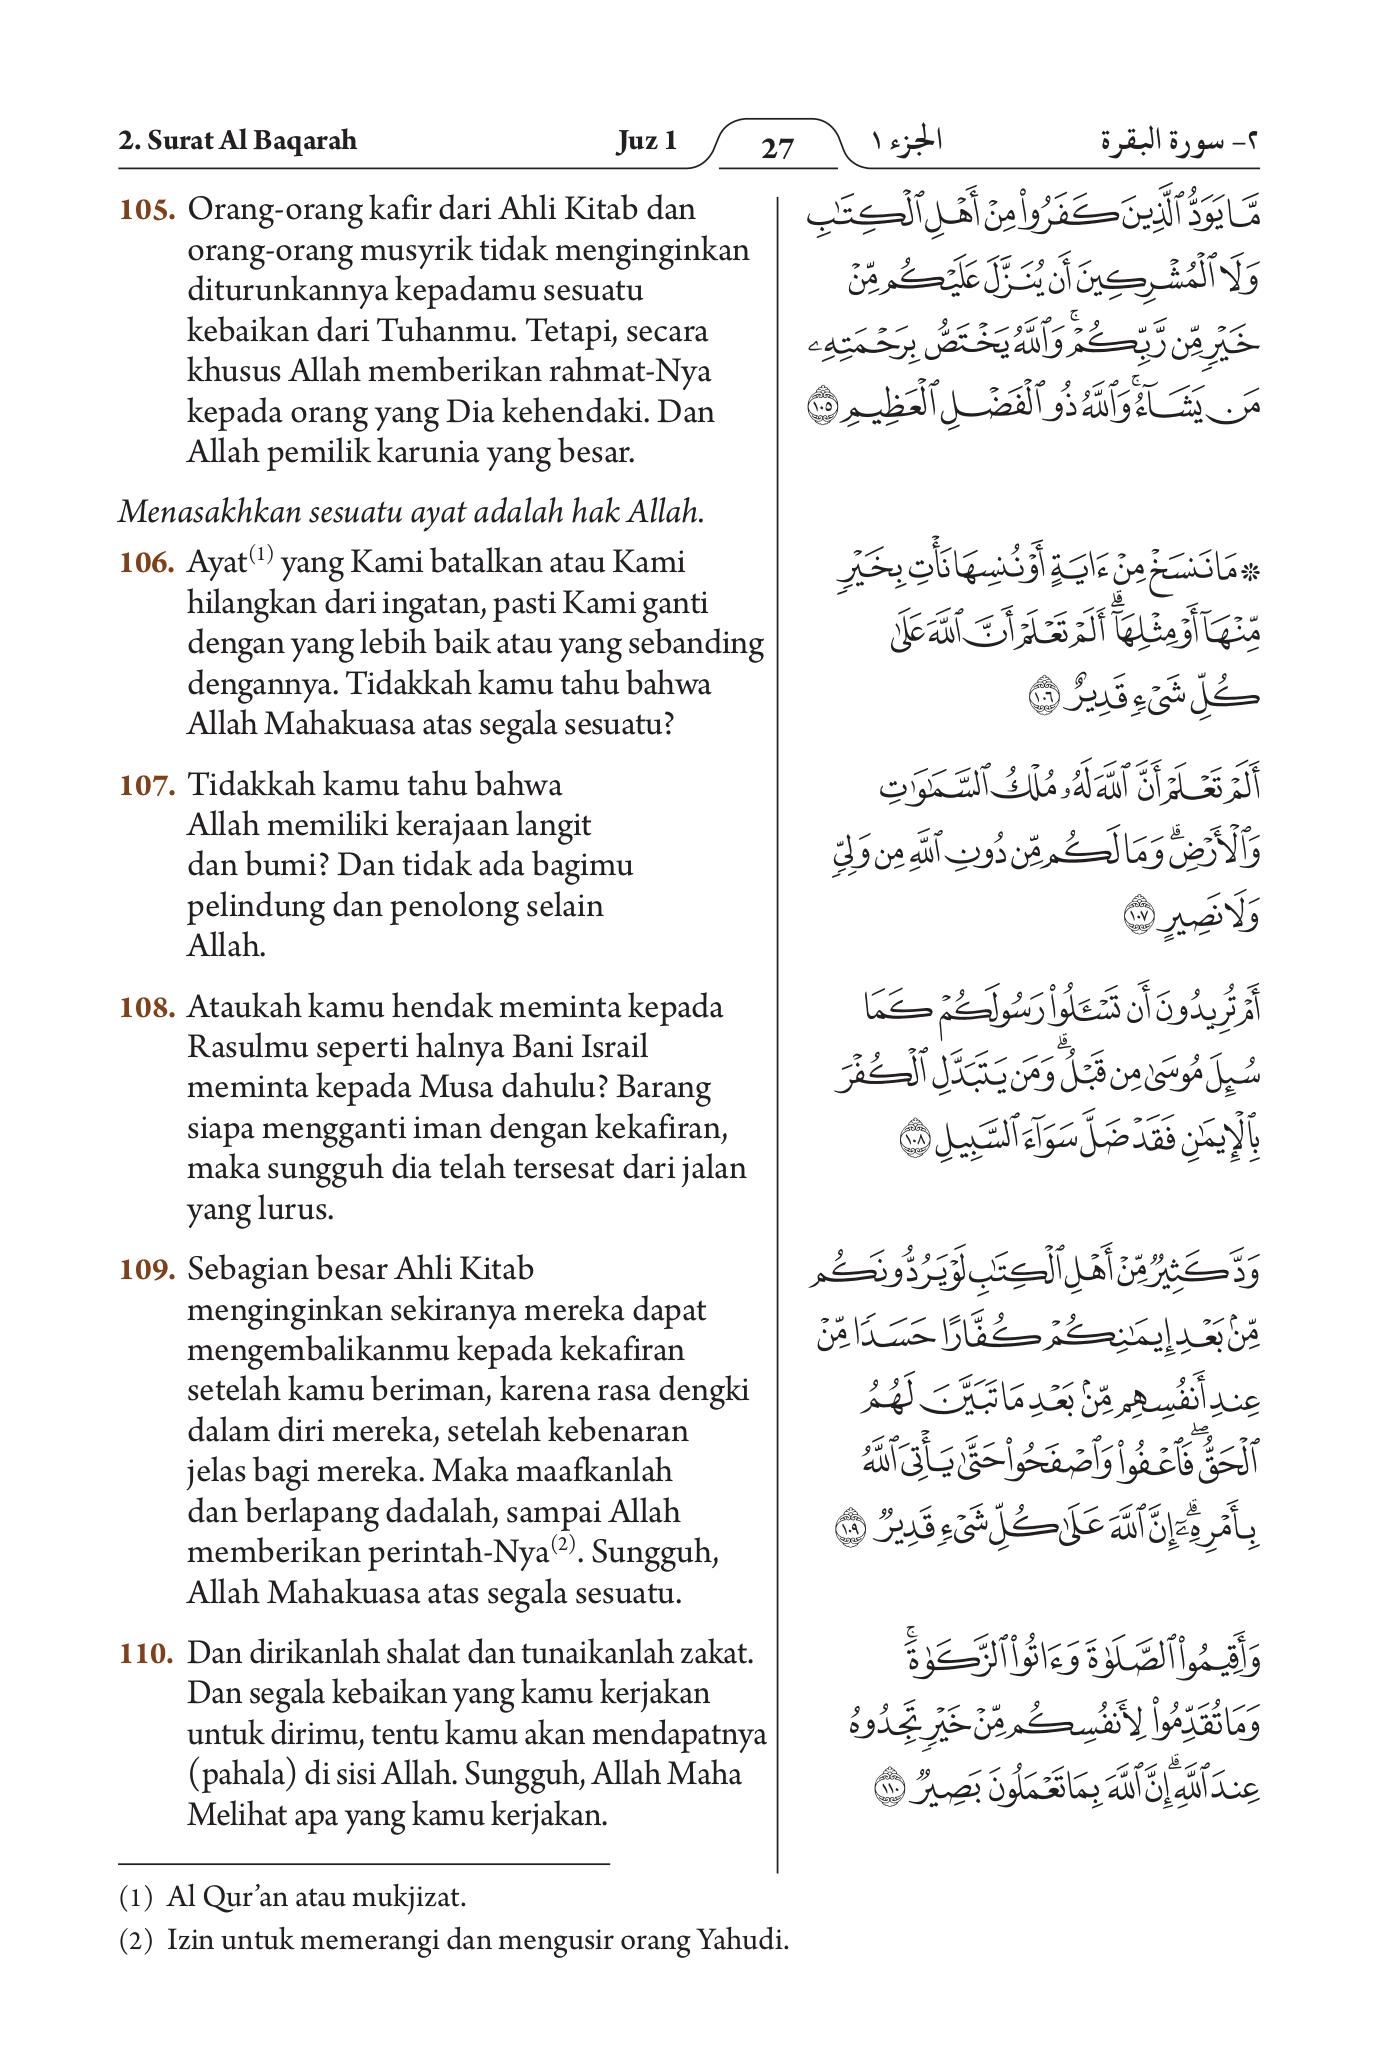 2. Surat Al Baqarah Juz 1 27 الجزء ١ ٢- سورة البقرة
105. Orang-orang kafir dari Ahli Kitab dan
orang-orang musyrik tidak menginginkan
diturunkannya kepadamu sesuatu
kebaikan dari Tuhanmu. Tetapi, secara
khusus Allah memberikan rahmat-Nya
kepada orang yang Dia kehendaki. Dan
Allah pemilik karunia yang besar.
Menasakhkan sesuatu ayat adalah hak Allah.
106. Ayat(1) yang Kami batalkan atau Kami
hilangkan dari ingatan, pasti Kami ganti
dengan yang lebih baik atau yang sebanding
dengannya. Tidakkah kamu tahu bahwa
Allah Mahakuasa atas segala sesuatu?
107. Tidakkah kamu tahu bahwa
Allah memiliki kerajaan langit
dan bumi? Dan tidak ada bagimu
pelindung dan penolong selain
Allah.
108. Ataukah kamu hendak meminta kepada
Rasulmu seperti halnya Bani Israil
meminta kepada Musa dahulu? Barang
siapa mengganti iman dengan kekafiran,
maka sungguh dia telah tersesat dari jalan
yang lurus.
109. Sebagian besar Ahli Kitab
menginginkan sekiranya mereka dapat
mengembalikanmu kepada kekafiran
setelah kamu beriman, karena rasa dengki
dalam diri mereka, setelah kebenaran
jelas bagi mereka. Maka maafkanlah
dan berlapang dadalah, sampai Allah
memberikan perintah-Nya(2). Sungguh,
Allah Mahakuasa atas segala sesuatu.
110. Dan dirikanlah shalat dan tunaikanlah zakat.
Dan segala kebaikan yang kamu kerjakan
untuk dirimu, tentu kamu akan mendapatnya
(pahala) di sisi Allah. Sungguh, Allah Maha
Melihat apa yang kamu kerjakan.
مَّا يَوَدُّ ٱلَّذِينَ كَفَرُوا۟ مِنْ أَهْلِ ٱلْكِتَٰبِ
وَلَا ٱلْمُشْرِكِينَ أَن يُنَزَّلَ عَلَيْكُم مِّنْ
خَيْرٍ مِّن رَّبِّكُمْ ۚ وَٱللَّهُ يَخْتَصُّ بِرَحْمَتِهِۦ
مَن يَشَآءُ ۚ وَٱللَّهُ ذُو ٱلْفَضْلِ ٱلْعَظِيمِ ١٠٥
۞ مَا نَنسَخْ مِنْ ءَايَةٍ أَوْ نُنسِهَا نَأْتِ بِخَيْرٍ
مِّنْهَآ أَوْ مِثْلِهَآ ۗ أَلَمْ تَعْلَمْ أَنَّ ٱللَّهَ عَلَىٰ
كُلِّ شَىْءٍ قَدِيرٌ ١٠٦
أَلَمْ تَعْلَمْ أَنَّ ٱللَّهَ لَهُۥ مُلْكُ ٱلسَّمَٰوَٰتِ
وَٱلْأَرْضِ ۗ وَمَا لَكُم مِّن دُونِ ٱللَّهِ مِن وَلِىٍّ
وَلَا نَصِيرٍ ١٠٧
أَمْ تُرِيدُونَ أَن تَسْـَٔلُوا۟ رَسُولَكُمْ كَمَا
سُئِلَ مُوسَىٰ مِن قَبْلُ ۗ وَمَن يَتَبَدَّلِ ٱلْكُفْرَ
بِٱلْإِيمَٰنِ فَقَدْ ضَلَّ سَوَآءَ ٱلسَّبِيلِ ١٠٨
وَدَّ كَثِيرٌ مِّنْ أَهْلِ ٱلْكِتَٰبِ لَوْ يَرُدُّونَكُم
مِّنۢ بَعْدِ إِيمَٰنِكُمْ كُفَّارًا حَسَدًا مِّنْ
عِندِ أَنفُسِهِم مِّنۢ بَعْدِ مَا تَبَيَّنَ لَهُمُ
ٱلْحَقُّ ۖ فَٱعْفُوا۟ وَٱصْفَحُوا۟ حَتَّىٰ يَأْتِىَ ٱللَّهُ
بِأَمْرِهِۦٓ ۗ إِنَّ ٱللَّهَ عَلَىٰ كُلِّ شَىْءٍ قَدِيرٌ ١٠٩
وَأَقِيمُوا۟ ٱلصَّلَوٰةَ وَءَاتُوا۟ ٱلزَّكَوٰةَ ۚ
وَمَا تُقَدِّمُوا۟ لِأَنفُسِكُم مِّنْ خَيْرٍ تَجِدُوهُ
عِندَ ٱللَّهِ ۗ إِنَّ ٱللَّهَ بِمَا تَعْمَلُونَ بَصِيرٌ ١١٠
(1) Al Qur’an atau mukjizat.
(2) Izin untuk memerangi dan mengusir orang Yahudi.